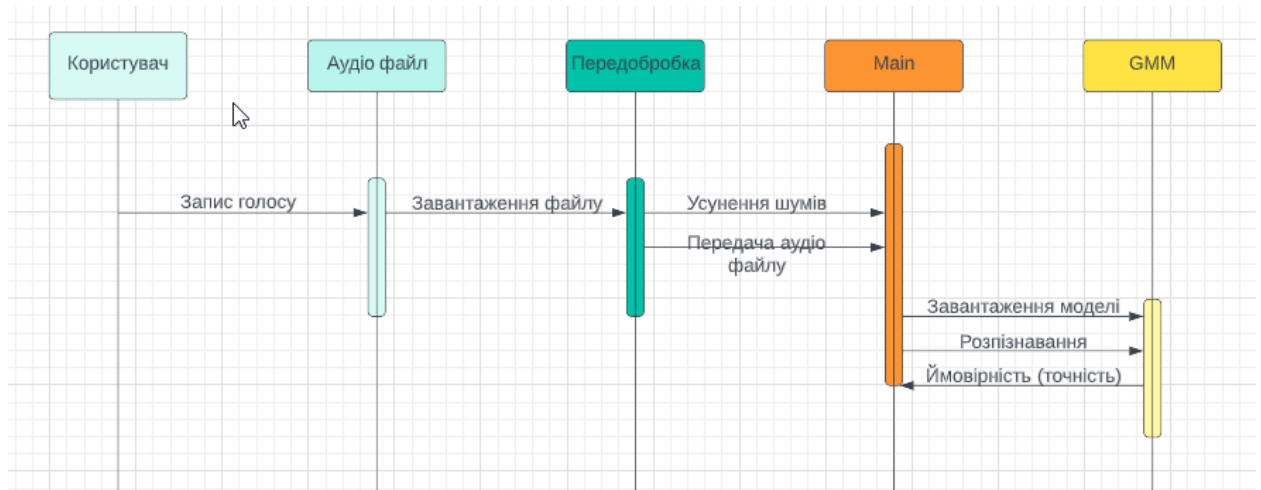 Користувач
Аудіо файл
Передобробка
Main
GMM
Запис голосу
Завантаження файлу
Усунення шумів
Передача аудіо
файлу
Завантаження моделі
Розпізнавання
Ймовірність (точність)